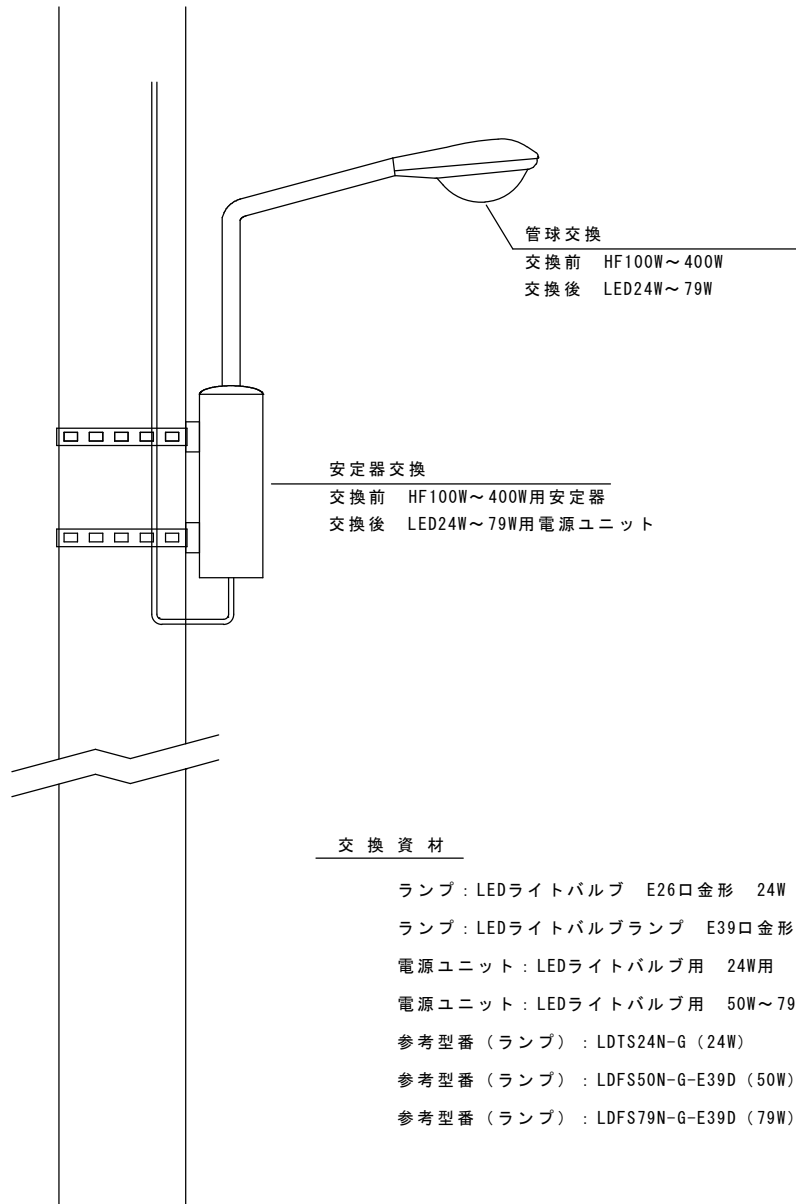 管球交換
交換前 HF100W～400W
交換後 LED24W～79W
安定器交換
交換前 HF100W～400W用安定器
交換後 LED24W～79W用電源ユニット
交換資材
ランプ：LEDライトバルブ E26口金形 24W
ランプ：LEDライトバルブランプ E39口金形
電源ユニット：LEDライトバルブ用 24W用
電源ユニット：LEDライトバルブ用 50W～79
参考型番（ランプ）：LDTS24N-G（24W）
参考型番（ランプ）：LDFS50N-G-E39D（50W）
参考型番（ランプ）：LDFS79N-G-E39D（79W）